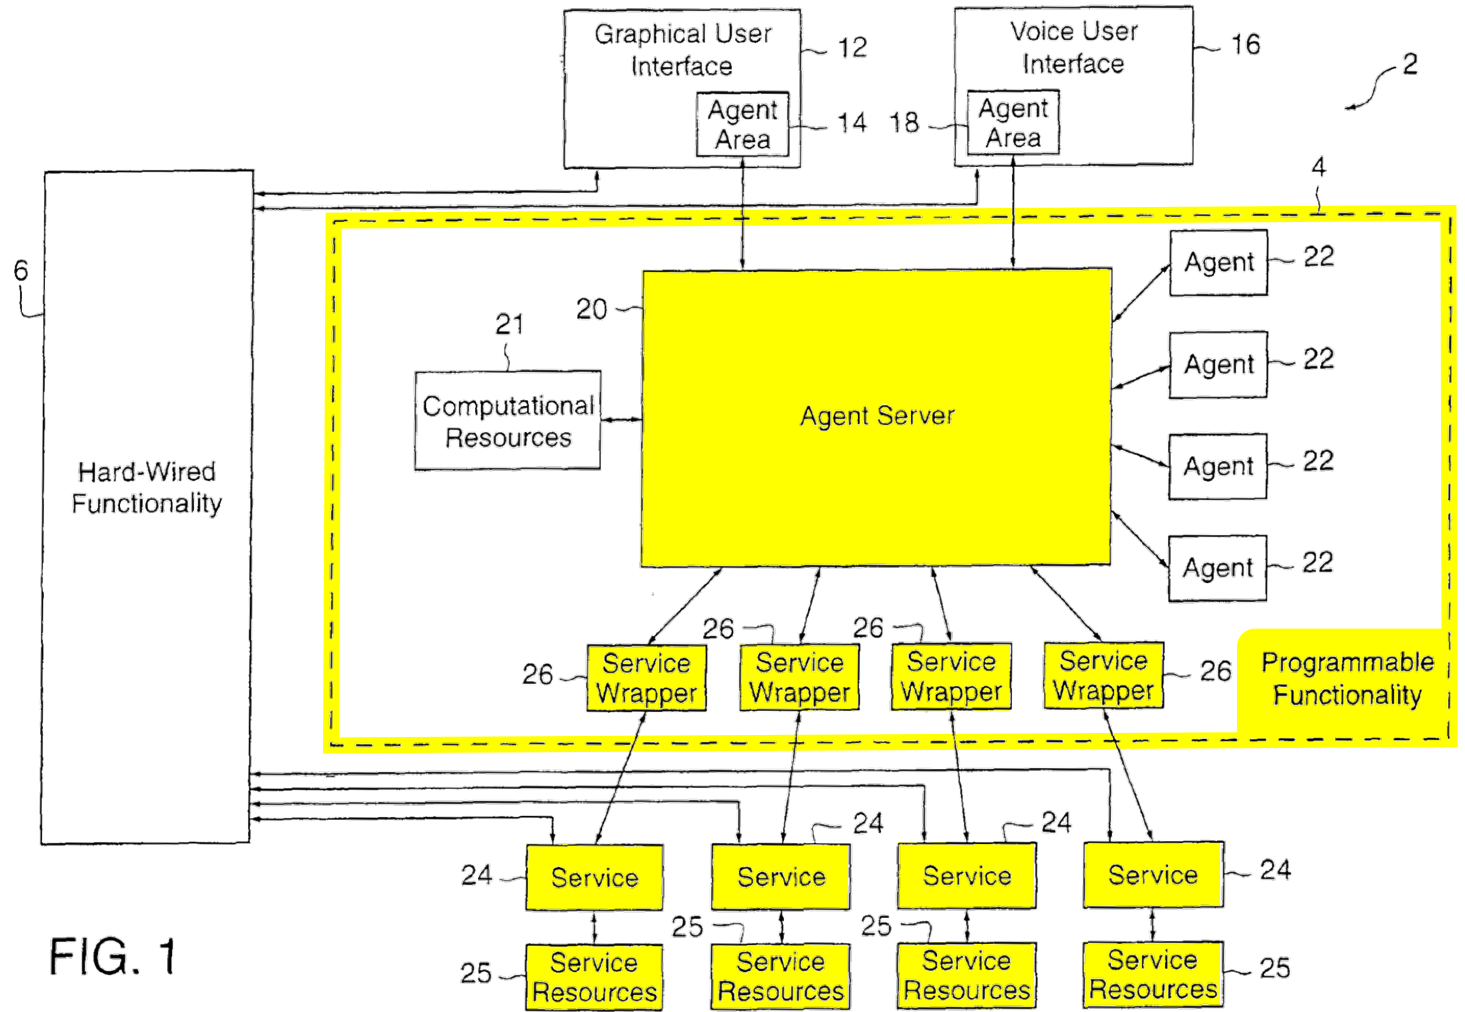 Graphical User
Interface
12
Agent
Area
14
Voice User
Interface
16
18
Agent
Area
2
4
6
Hard-Wired
Functionality
20
Agent Server
21
Computational
Resources
Agent
22
Agent
22
Agent
22
Agent
22
26
Service
Wrapper
26
Service
Wrapper
26
Service
Wrapper
Service
Wrapper
26
Programmable
Functionality
24
Service
24
Service
24
Service
Service
24
25
Service
Resources
25
Service
Resources
25
Service
Resources
Service
Resources
25
FIG. 1